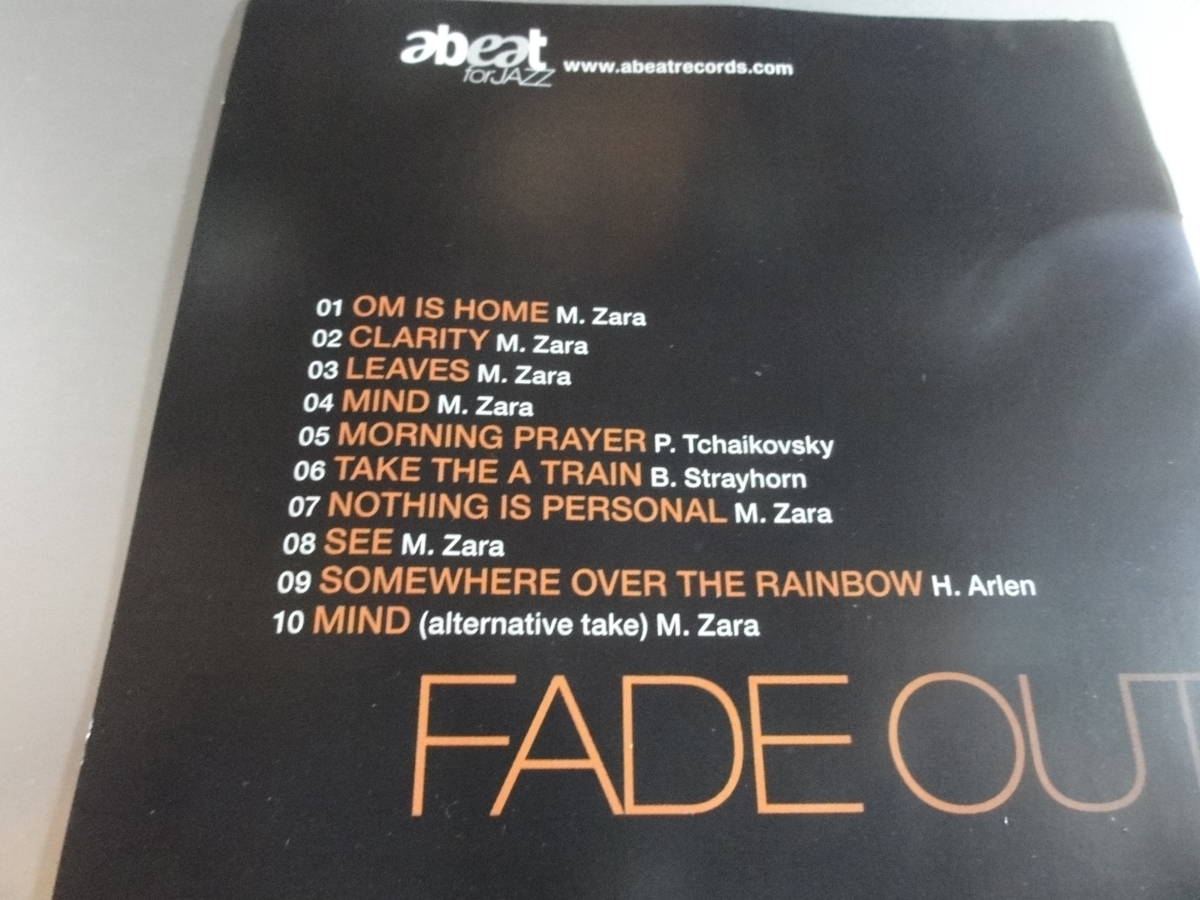 abeat
forJAZZ www.abeatrecords.com
01 OM IS HOME M. Zara
02 CLARITY M. Zara
03 LEAVES M. Zara
04 MIND M. Zara
05 MORNING PRAYER P. Tchaikovsky
06 TAKE THE A TRAIN B. Strayhorn
07 NOTHING IS PERSONAL M. Zara
08 SEE M. Zara
09 SOMEWHERE OVER THE RAINBOW H. Arlen
10 MIND (alternative take) M. Zara
FADE OUT